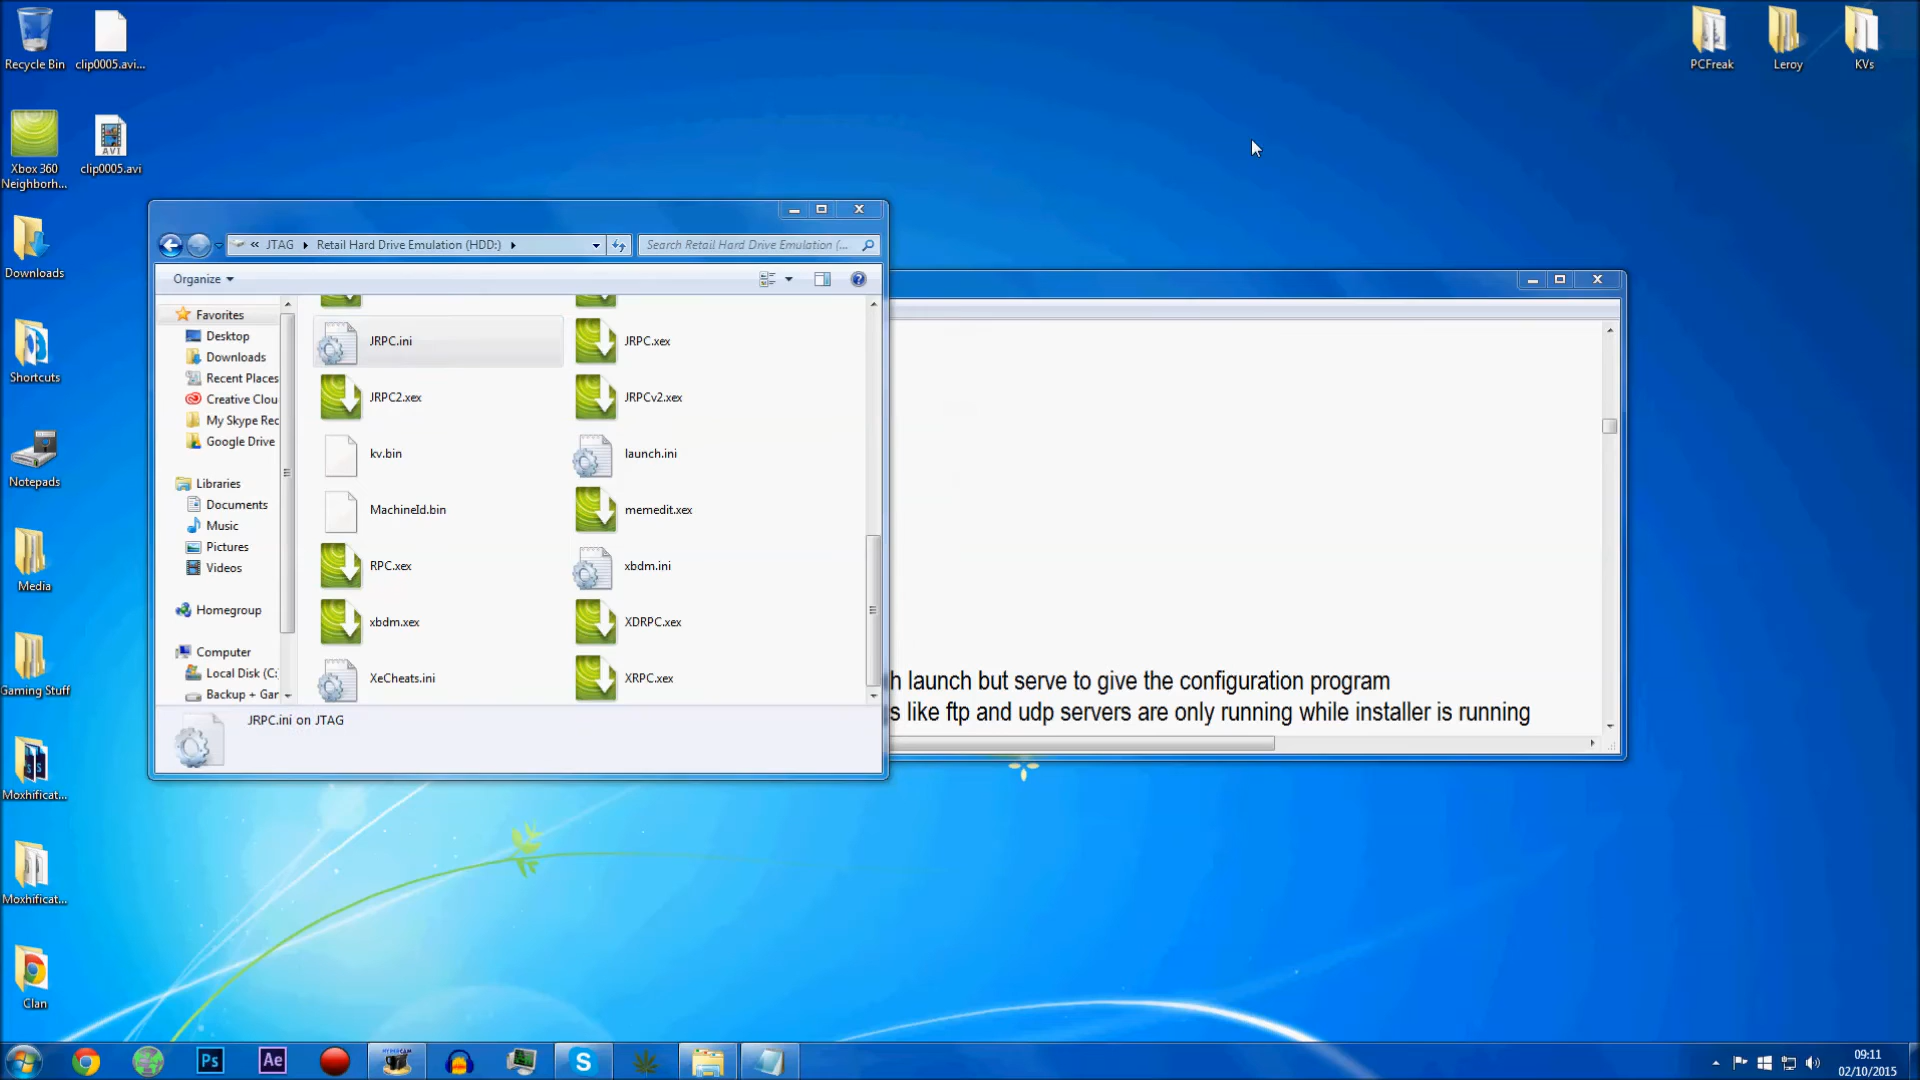 Recycle Bin
clip0005.avi...
Xbox 360
Neighborh...
clip0005.avi
AVI
Downloads
Shortcuts
Notepads
Media
Gaming Stuff
Moxhificat...
Moxhificat...
Clan
PCFreak
Leroy
KVs
« JTAG ▸ Retail Hard Drive Emulation (HDD:) ▸
Search Retail Hard Drive Emulation (...
Organize
Favorites
Desktop
Downloads
Recent Places
Creative Clou
My Skype Rec
Google Drive
Libraries
Documents
Music
Pictures
Videos
Homegroup
Computer
Local Disk (C:
Backup + Gar
JRPC.ini
JRPC.xex
JRPC2.xex
JRPCv2.xex
kv.bin
launch.ini
MachineId.bin
memedit.xex
RPC.xex
xbdm.ini
xbdm.xex
XDRPC.xex
XeCheats.ini
XRPC.xex
JRPC.ini on JTAG
h launch but serve to give the configuration program
s like ftp and udp servers are only running while installer is running
Ps
Ae
HYPERCAM
S
09:11
02/10/2015